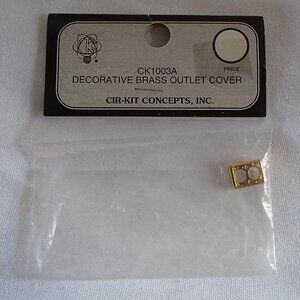 PRICE
CK1003A
DECORATIVE BRASS OUTLET COVER
CIR-KIT CONCEPTS, INC.